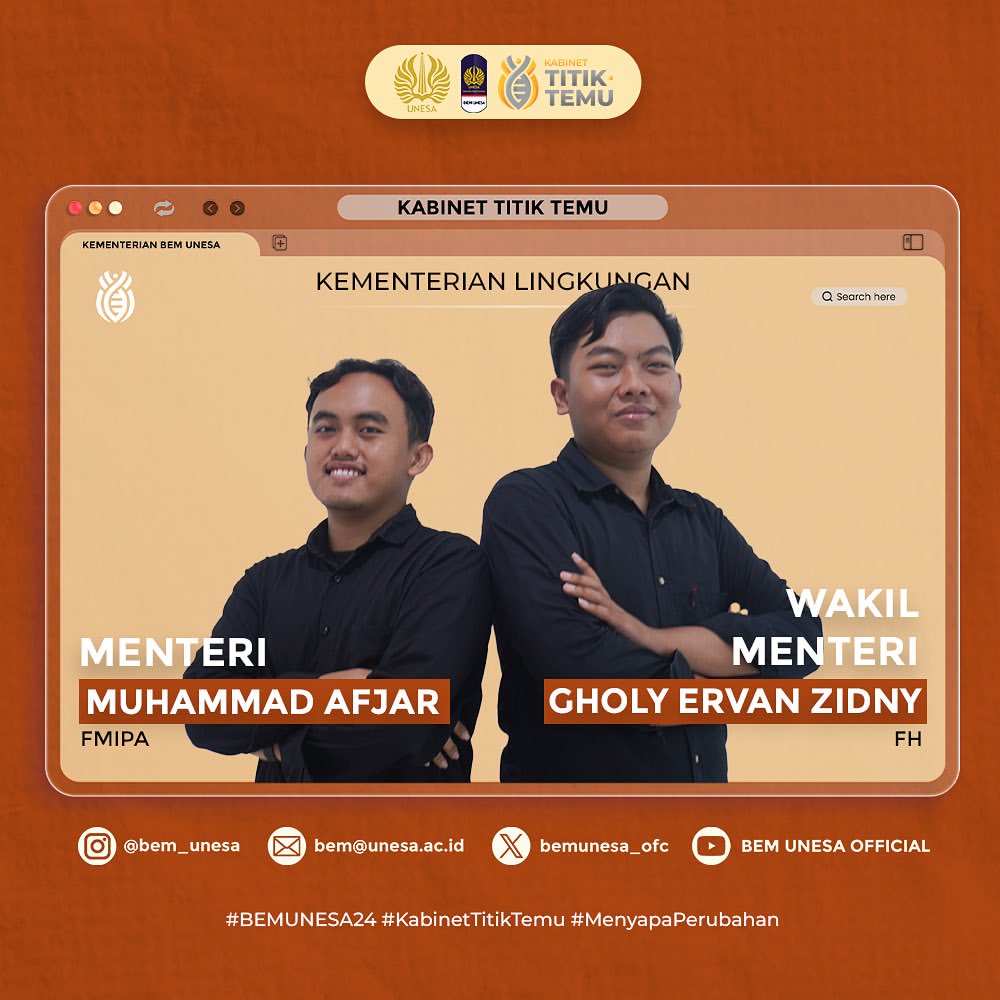 UNESA
UNESA
BEM UNESA
KABINET
TITIK
TEMU
KABINET TITIK TEMU
KEMENTERIAN BEM UNESA
KEMENTERIAN LINGKUNGAN
Search here
MENTERI
MUHAMMAD AFJAR
FMIPA
WAKIL
MENTERI
GHOLY ERVAN ZIDNY
FH
@bem_unesa
bem@unesa.ac.id
bemunesa_ofc
BEM UNESA OFFICIAL
#BEMUNESA24 #KabinetTitikTemu #MenyapaPerubahan